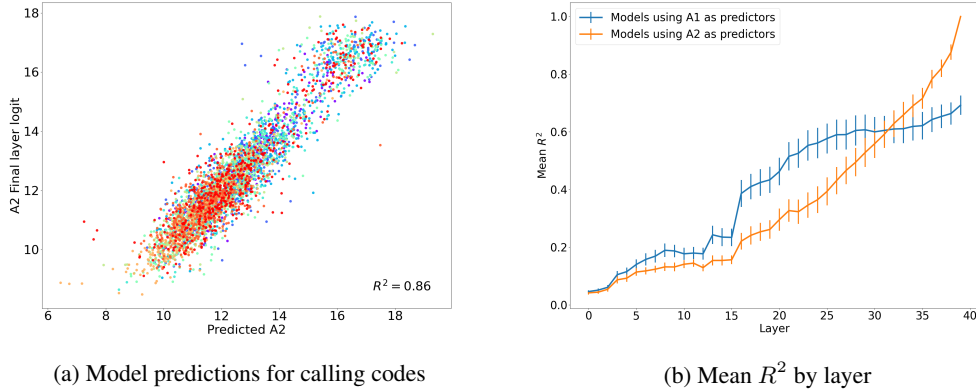 A2 Final layer logit
16
14
12
10
R² = 0.86
6 8 10 12 14 16 18
Predicted A2
(a) Model predictions for calling codes
Models using A1 as predictors
Models using A2 as predictors
Mean R²
1.0
0.8
0.6
0.4
0.2
0.0
0 5 10 15 20 25 30 35 40
Layer
(b) Mean R² by layer